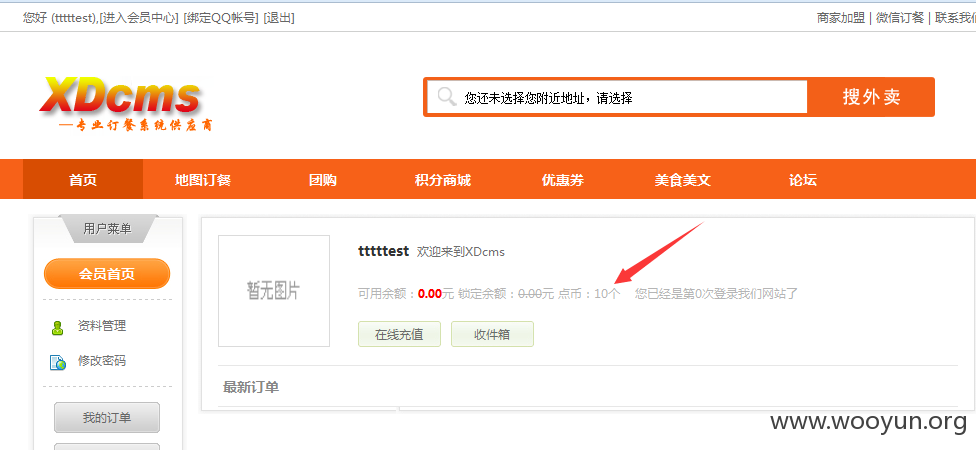 您好 (tttttest),[进入会员中心] [绑定QQ帐号] [退出]
商家加盟 | 微信订餐 | 联系我们
XDcms
—专业订餐系统供应商
您还未选择您附近地址，请选择
搜外卖
首页 地图订餐 团购 积分商城 优惠券 美食美文 论坛
用户菜单
会员首页
资料管理
修改密码
我的订单
暂无图片
tttttest 欢迎来到XDcms
可用余额：0.00元 锁定余额：0.00元 点币：10个 您已经是第0次登录我们网站了
在线充值 收件箱
最新订单
www.wooyun.org